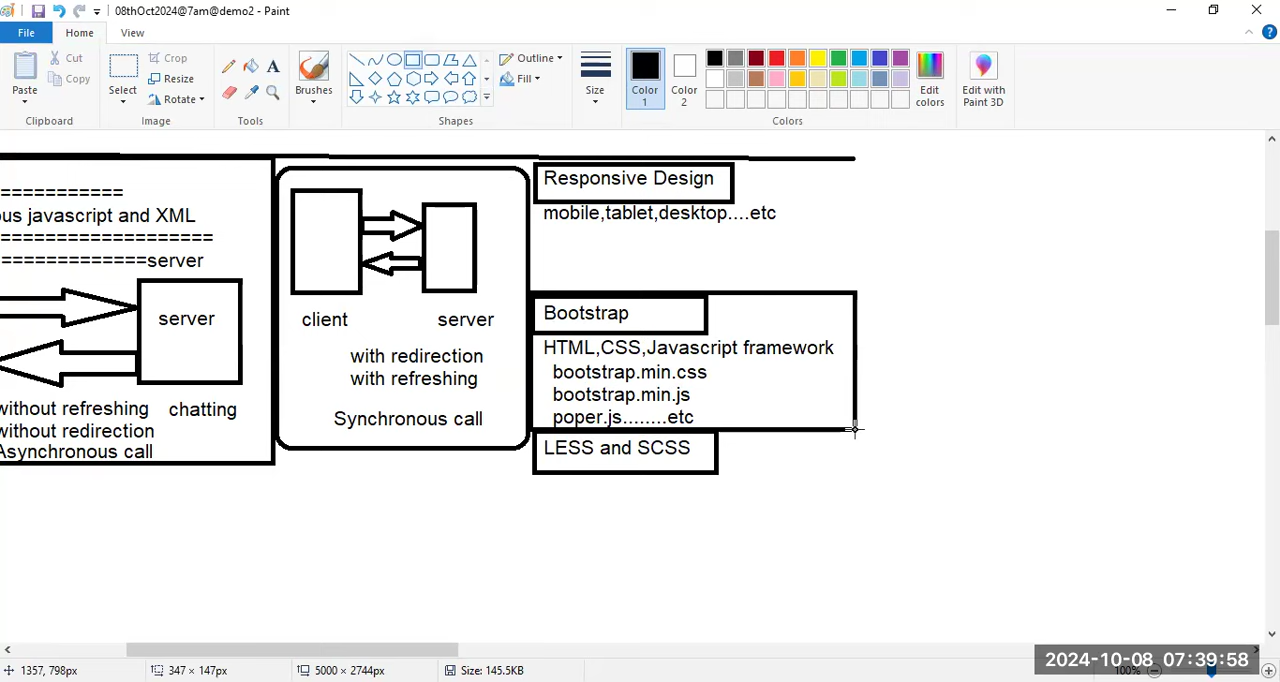 08thOct2024@7am@demo2 - Paint
File
Home
View
Paste
Cut
Copy
Clipboard
Select
Crop
Resize
Rotate
Image
A
Tools
Brushes
Outline
Fill
Shapes
Size
Color 1
Color 2
Edit colors
Colors
Edit with Paint 3D
===========
ous javascript and XML
===================
=============server
server
without refreshing
chatting
without redirection
Asynchronous call
client
server
with redirection
with refreshing
Synchronous call
Responsive Design
mobile,tablet,desktop....etc
Bootstrap
HTML,CSS,Javascript framework
bootstrap.min.css
bootstrap.min.js
poper.js........etc
LESS and SCSS
1357, 798px
347 × 147px
5000 × 2744px
Size: 145.5KB
100%
2024-10-08 07:39:58